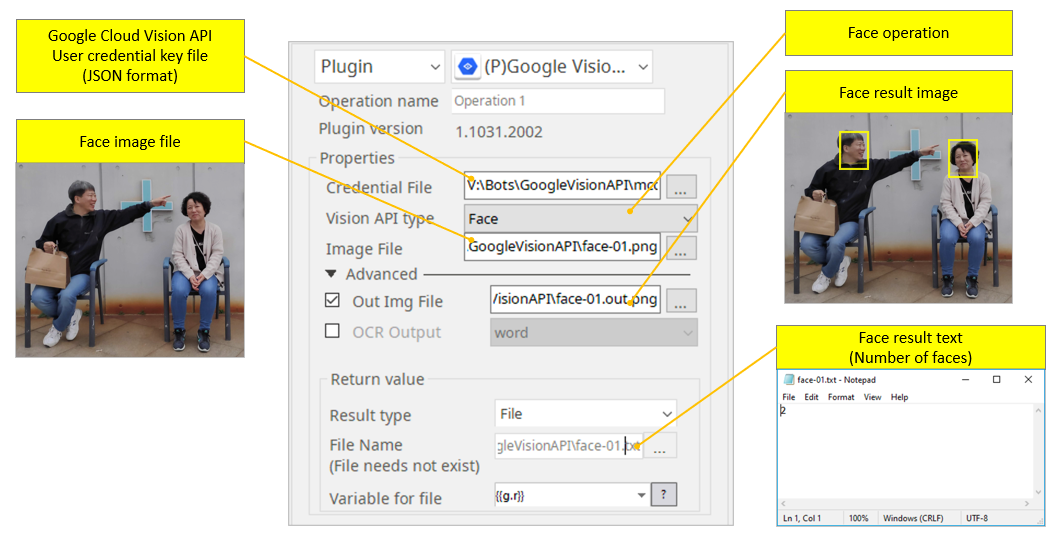 Google Cloud Vision API
User credential key file
(JSON format)
Face image file
Plugin
(P)Google Visio...
Operation name Operation 1
Plugin version 1.1031.2002
Properties
Credential File V:\Bots\GoogleVisionAPI\mcc ...
Vision API type Face
Image File GoogleVisionAPI\face-01.png ...
Advanced
Out Img File /isionAPI\face-01.out.png ...
OCR Output word
Return value
Result type File
File Name gleVisionAPI\face-01.txt ...
(File needs not exist)
Variable for file {{g.r}} ?
Face operation
Face result image
Face result text
(Number of faces)
face-01.txt - Notepad
File Edit Format View Help
2
Ln 1, Col 1 100% Windows (CRLF) UTF-8